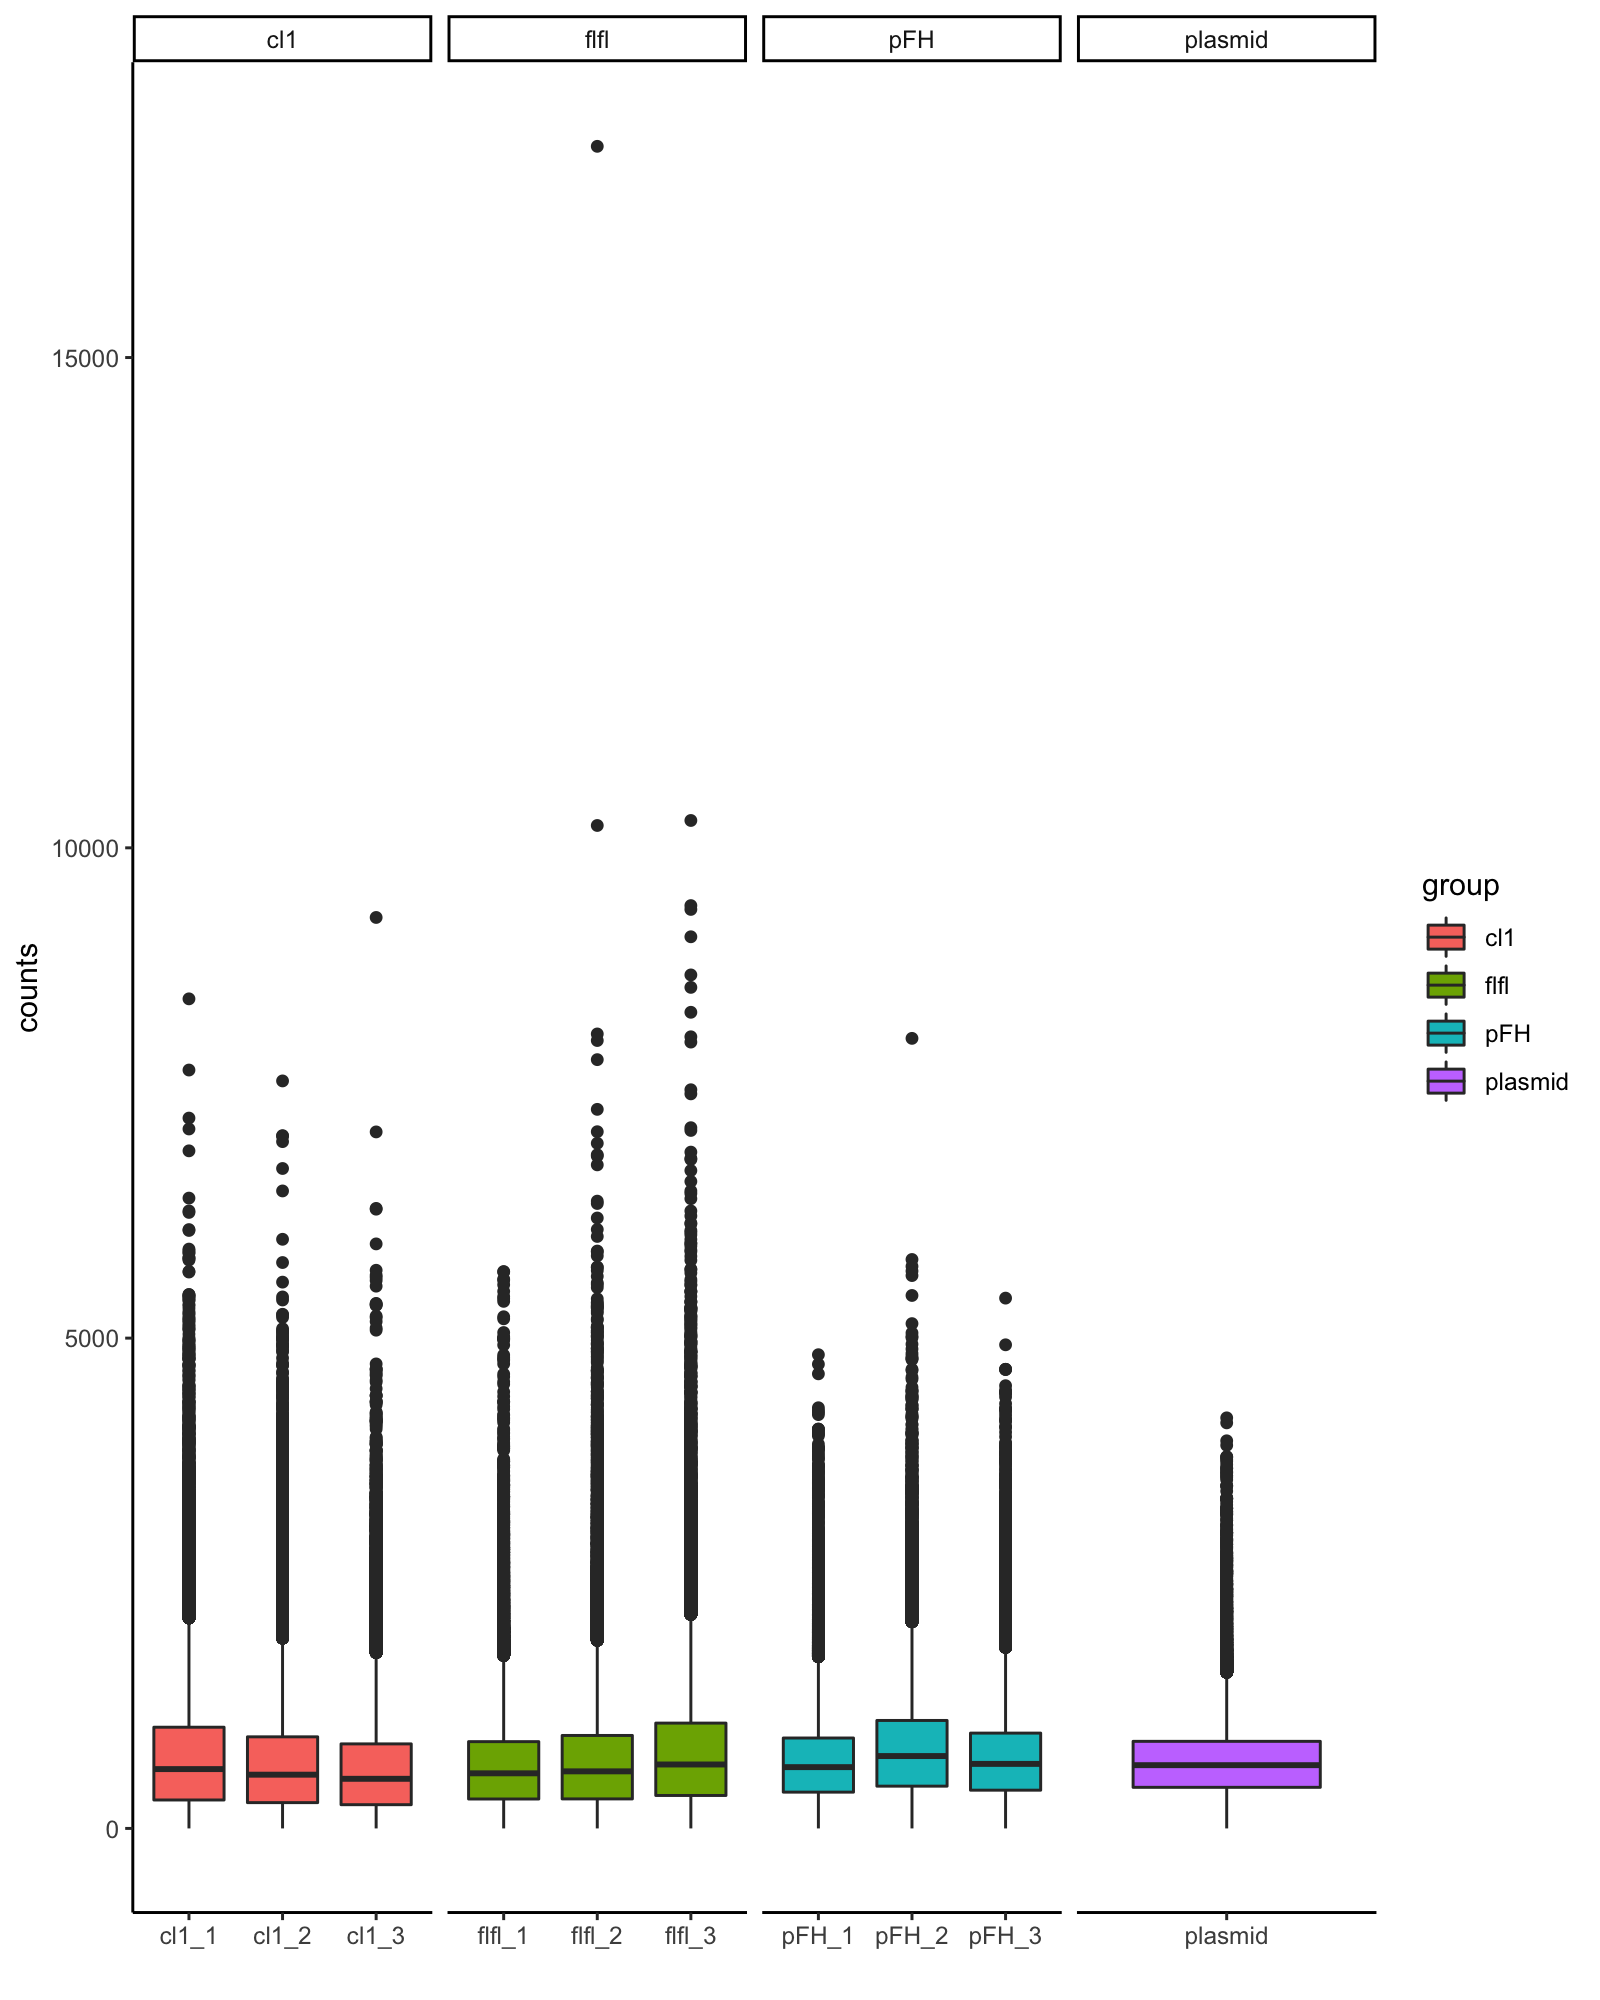 cl1
flfl
pFH
plasmid
15000
10000
5000
0
counts
cl1_1 cl1_2 cl1_3 flfl_1 flfl_2 flfl_3 pFH_1 pFH_2 pFH_3 plasmid
group
cl1
flfl
pFH
plasmid